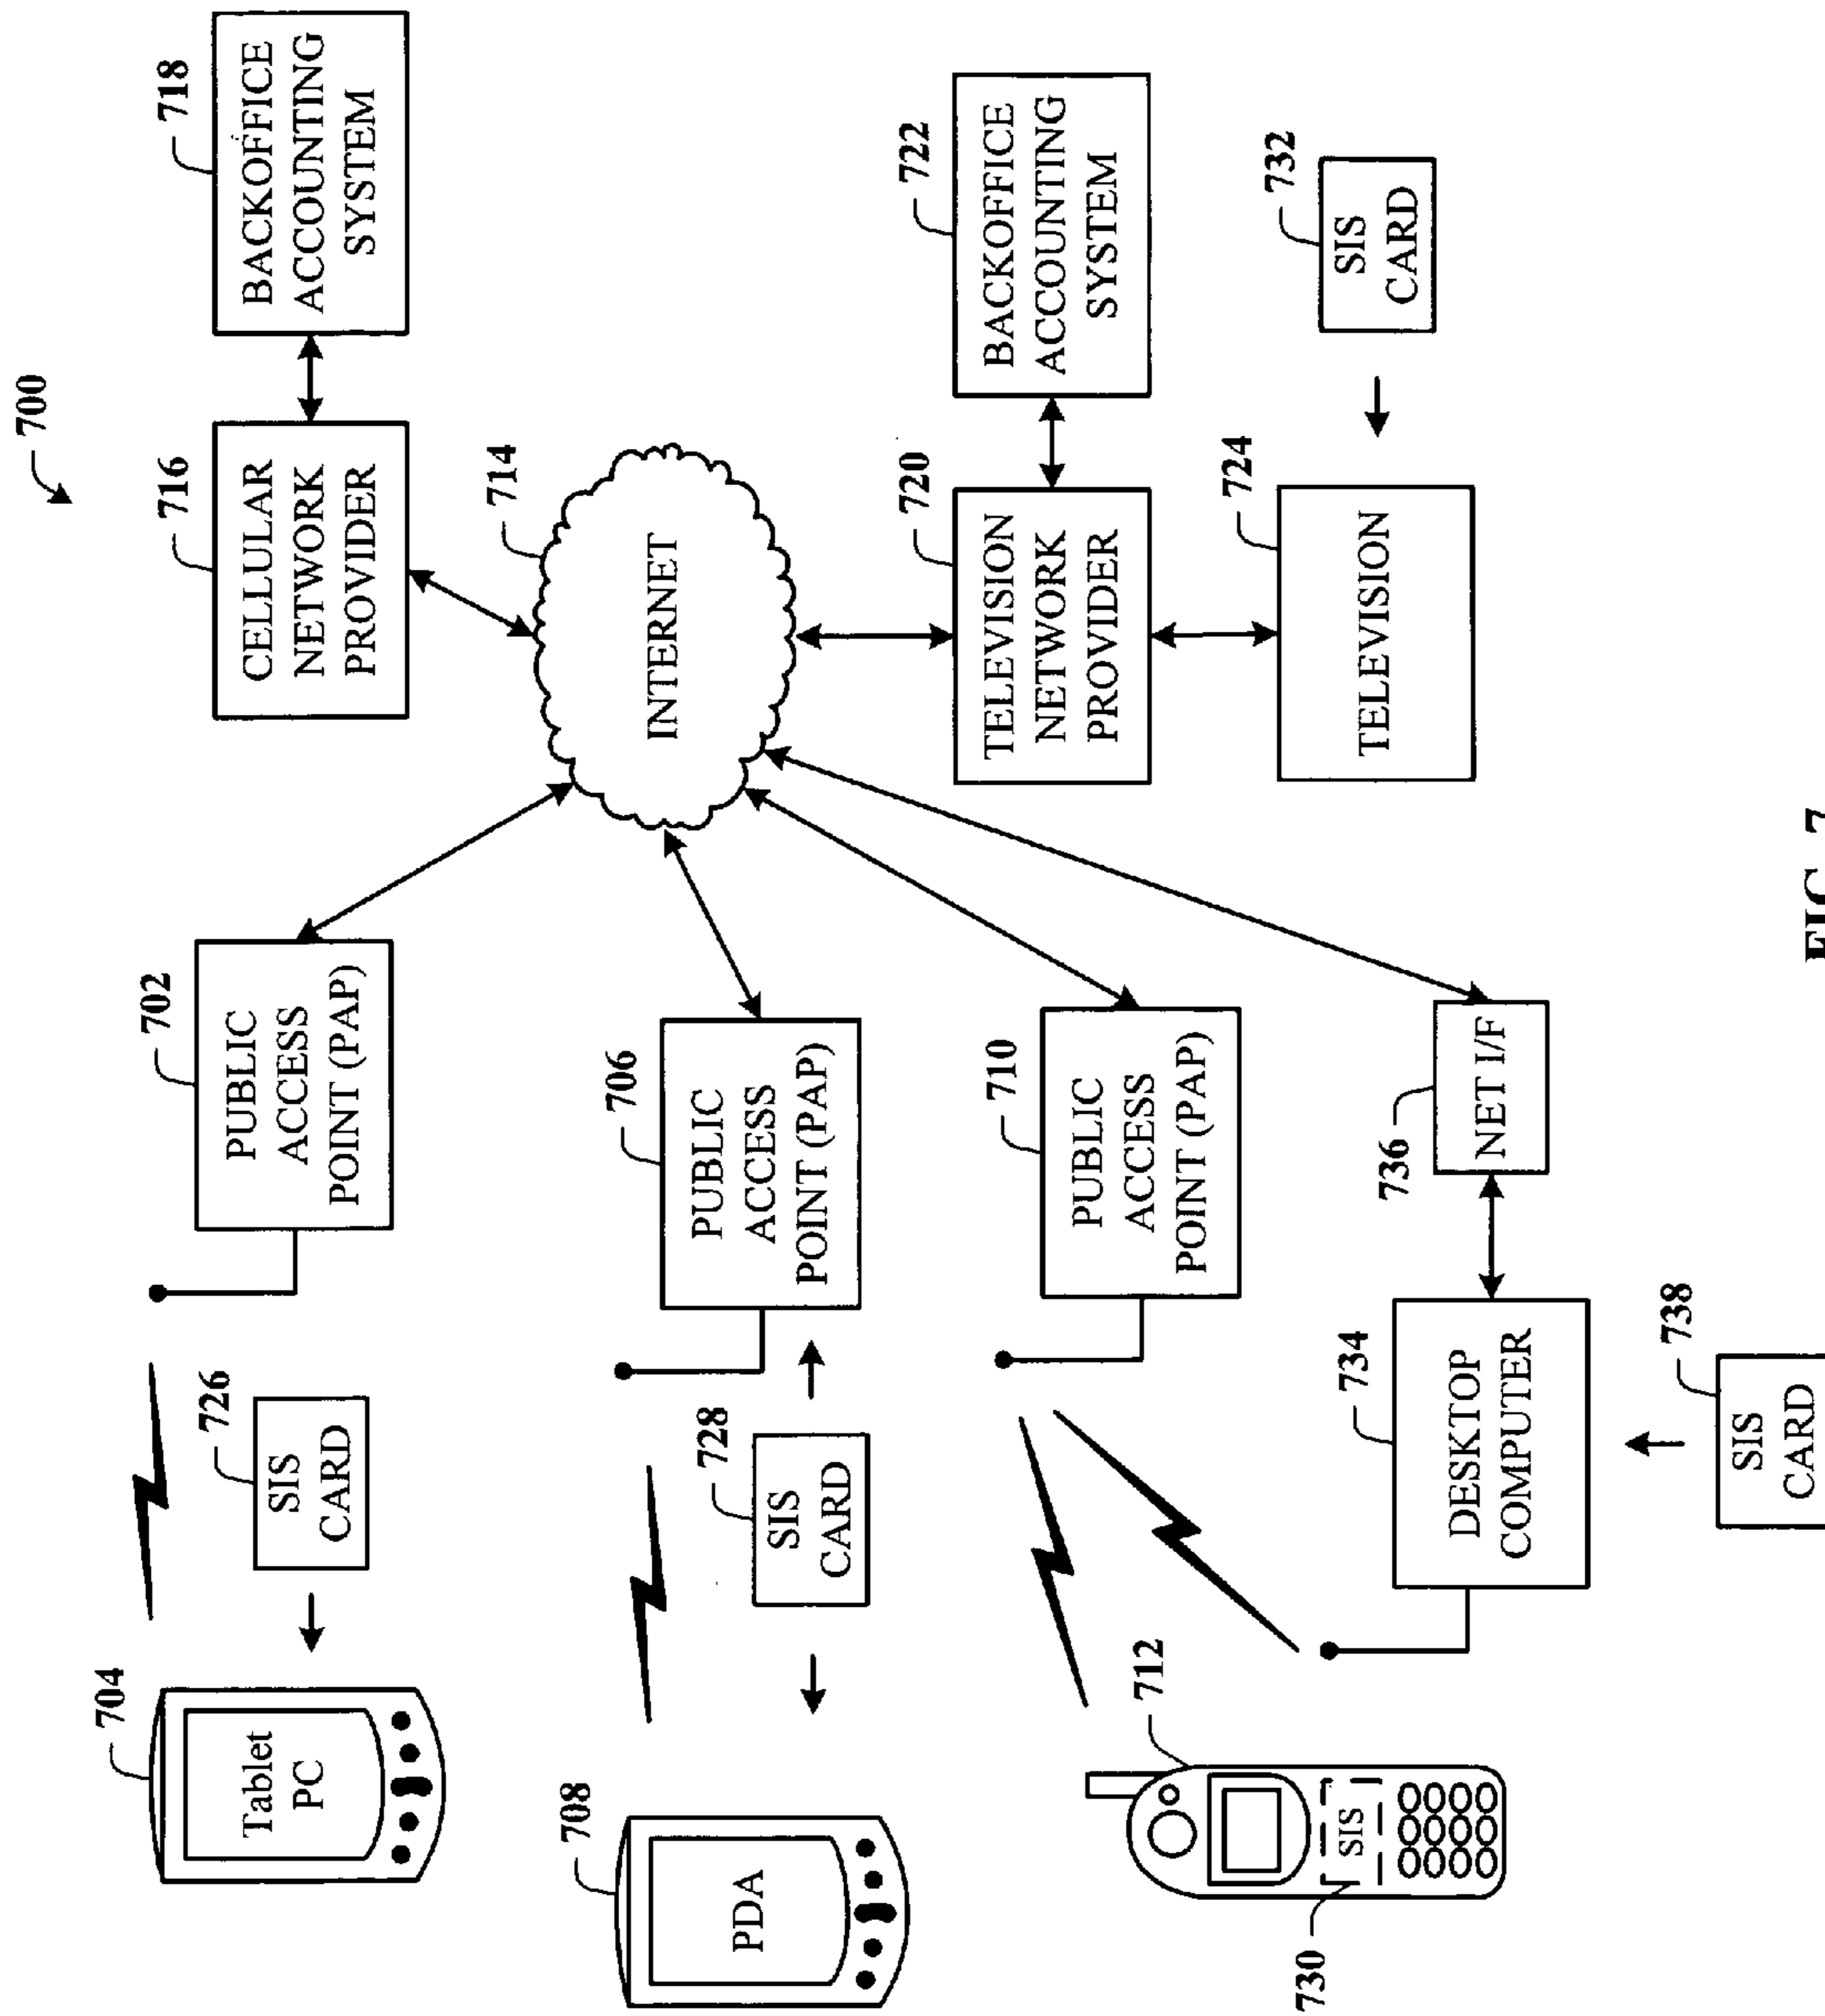 700
704
Tablet
PC
726
SIS
CARD
702
PUBLIC
ACCESS
POINT (PAP)
716
CELLULAR
NETWORK
PROVIDER
718
BACKOFFICE
ACCOUNTING
SYSTEM
708
PDA
728
SIS
CARD
706
PUBLIC
ACCESS
POINT (PAP)
714
INTERNET
712
SIS
730
710
PUBLIC
ACCESS
POINT (PAP)
720
TELEVISION
NETWORK
PROVIDER
722
BACKOFFICE
ACCOUNTING
SYSTEM
734
DESKTOP
COMPUTER
736
NET I/F
724
TELEVISION
732
SIS
CARD
738
SIS
CARD
FIG. 7